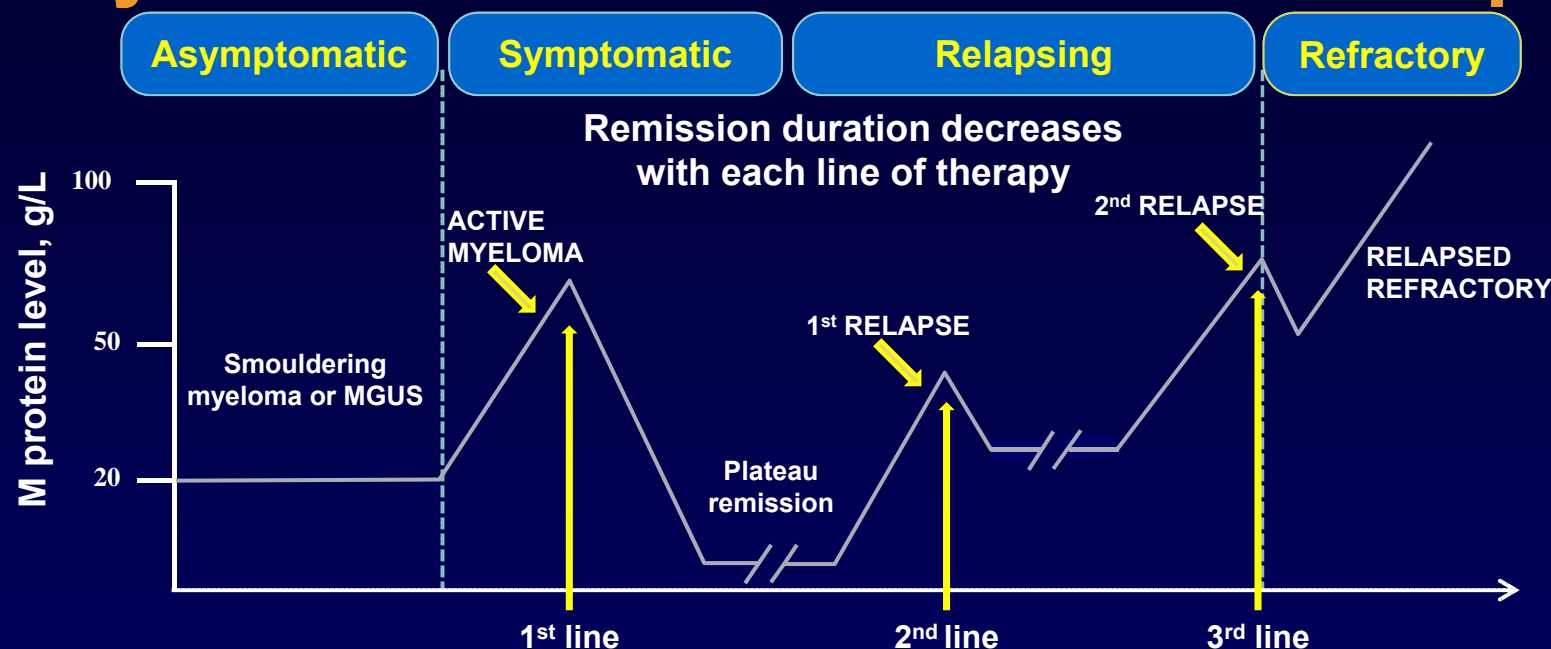 Asymptomatic
Symptomatic
Relapsing
Refractory
Remission duration decreases
with each line of therapy
M protein level, g/L
100
50
20
ACTIVE
MYELOMA
2nd RELAPSE
RELAPSED
REFRACTORY
1st RELAPSE
Smouldering
myeloma or MGUS
Plateau
remission
1st line
2nd line
3rd line